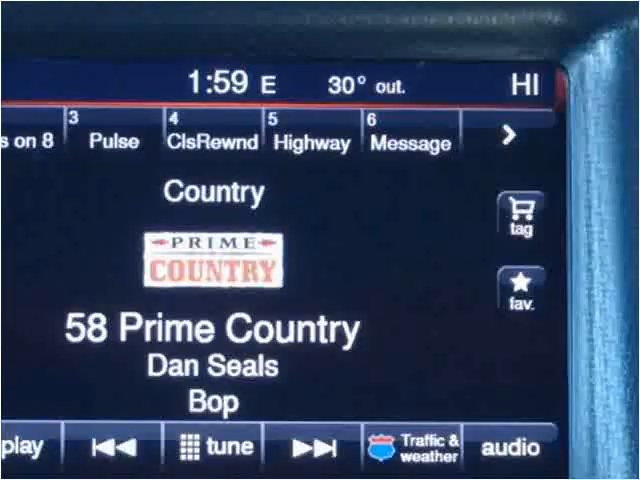 1:59 E 30° out. HI
s on 8 3 Pulse 4 ClsRewnd 5 Highway 6 Message
Country
tag
PRIME
COUNTRY
fav.
58 Prime Country
Dan Seals
Bop
play tune Traffic & weather audio